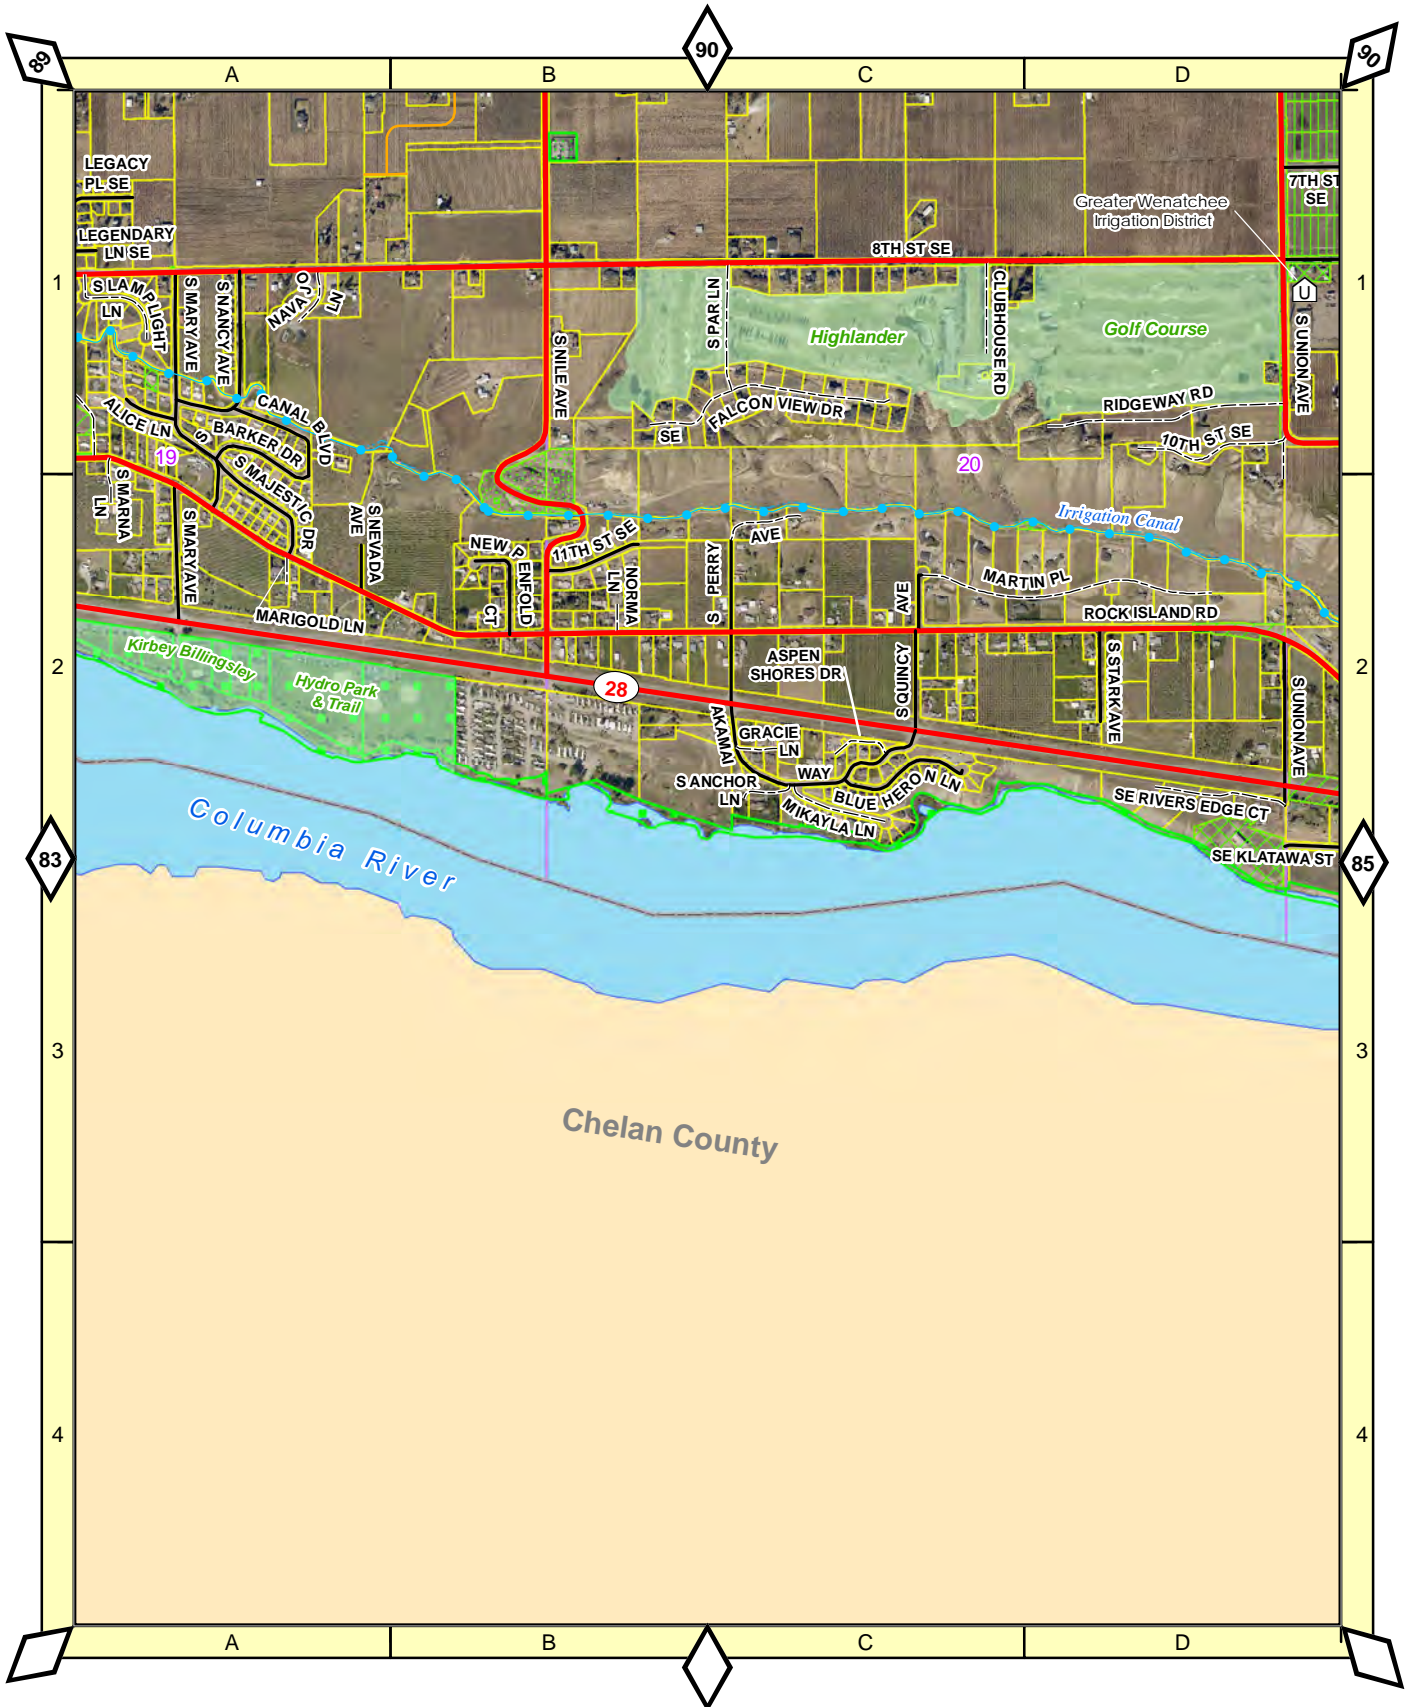 89
90
90
A
B
C
D
LEGACY
PL SE
7TH ST
SE
Greater Wenatchee
Irrigation District
LEGENDARY
LN SE
8TH ST SE
1
1
S LAMPLIGHT
LN
S MARY AVE
S NANCY AVE
NAVAJO
LN
S NILE AVE
S PAR LN
Highlander
CLUBHOUSE RD
Golf Course
U
S UNION AVE
CANAL BLVD
FALCON VIEW DR
SE
RIDGEWAY RD
10TH ST SE
ALICE LN
S
BARKER DR
19
20
S MAJESTIC DR
S MARNA
LN
S MARY AVE
S NEVADA
AVE
Irrigation Canal
NEW PENFOLD
CT
11TH ST SE
NORMA
LN
S PERRY
AVE
S QUINCY
AVE
MARTIN PL
ROCK ISLAND RD
MARIGOLD LN
Kirbey Billingsley
Hydro Park
& Trail
2
2
28
ASPEN
SHORES DR
S STARK AVE
S UNION AVE
AKAMAI
WAY
GRACIE
LN
S ANCHOR
LN
BLUE HERON LN
MIKAYLA LN
SE RIVERS EDGE CT
SE KLATAWA ST
Columbia River
83
85
3
3
Chelan County
4
4
A
B
C
D